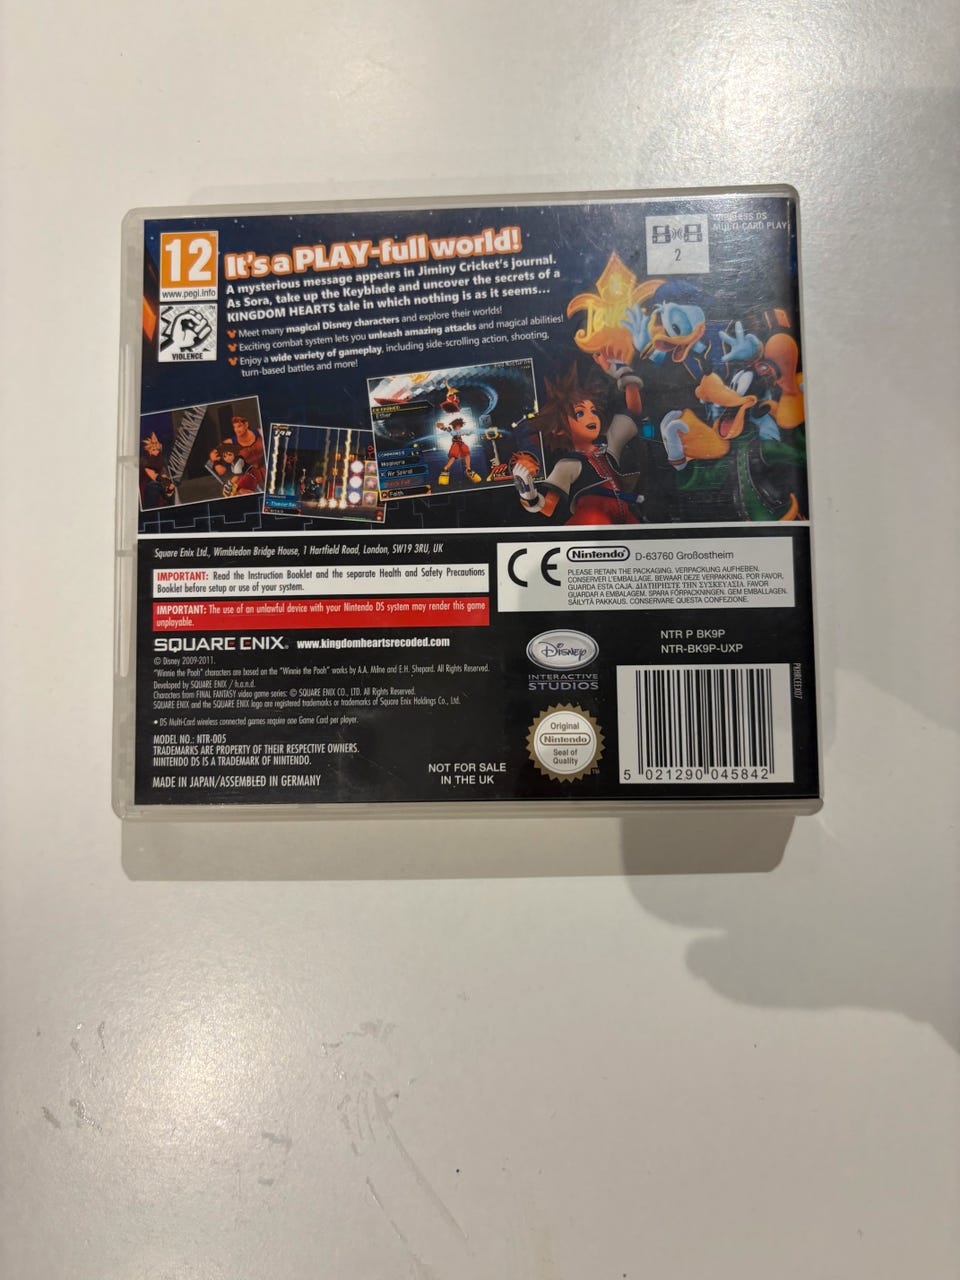 12
www.pegi.info
VIOLENCE
It's a PLAY-full world!
A mysterious message appears in Jiminy Cricket's journal.
As Sora, take up the Keyblade and uncover the secrets of a
KINGDOM HEARTS tale in which nothing is as it seems...
Meet many magical Disney characters and explore their worlds!
Exciting combat system lets you unleash amazing attacks and magical abilities!
Enjoy a wide variety of gameplay, including side-scrolling action, shooting,
turn-based battles and more!
WIRELESS DS
MULTI-CARD PLAY
2
Ether
COMMANDS
Magnera
Air Spiral
Faith
Square Enix Ltd., Wimbledon Bridge House, 1 Hartfield Road, London, SW19 3RU, UK
IMPORTANT: Read the Instruction Booklet and the separate Health and Safety Precautions
Booklet before setup or use of your system.
IMPORTANT: The use of an unlawful device with your Nintendo DS system may render this game
unplayable.
SQUARE ENIX. www.kingdomheartsrecoded.com
© Disney 2009-2011.
"Winnie the Pooh" characters are based on the "Winnie the Pooh" works by A.A. Milne and E.H. Shepard. All Rights Reserved.
Developed by SQUARE ENIX / h.a.n.d.
Characters from FINAL FANTASY video game series: © SQUARE ENIX CO., LTD. All Rights Reserved.
SQUARE ENIX and the SQUARE ENIX logo are registered trademarks or trademarks of Square Enix Holdings Co., Ltd.
• DS Multi-Card wireless connected games require one Game Card per player.
MODEL NO.: NTR-005
TRADEMARKS ARE PROPERTY OF THEIR RESPECTIVE OWNERS.
NINTENDO DS IS A TRADEMARK OF NINTENDO.
MADE IN JAPAN/ASSEMBLED IN GERMANY
NOT FOR SALE
IN THE UK
CE Nintendo D-63760 Großostheim
PLEASE RETAIN THE PACKAGING. VERPACKUNG AUFHEBEN.
CONSERVER L'EMBALLAGE. BEWAAR DEZE VERPAKKING. POR FAVOR,
GUARDA ESTA CAJA. ΔΙΑΤΗΡΗΣΤΕ ΤΗΝ ΣΥΣΚΕΥΑΣΙΑ. FAVOR
GUARDAR A EMBALAGEM. SPARA FÖRPACKNINGEN. GEM EMBALLAGEN.
SÄILYTÄ PAKKAUS. CONSERVARE QUESTA CONFEZIONE.
Disney
INTERACTIVE
STUDIOS
NTR P BK9P
NTR-BK9P-UXP
Original
Nintendo
Seal of
Quality
TM
5 021290 045842